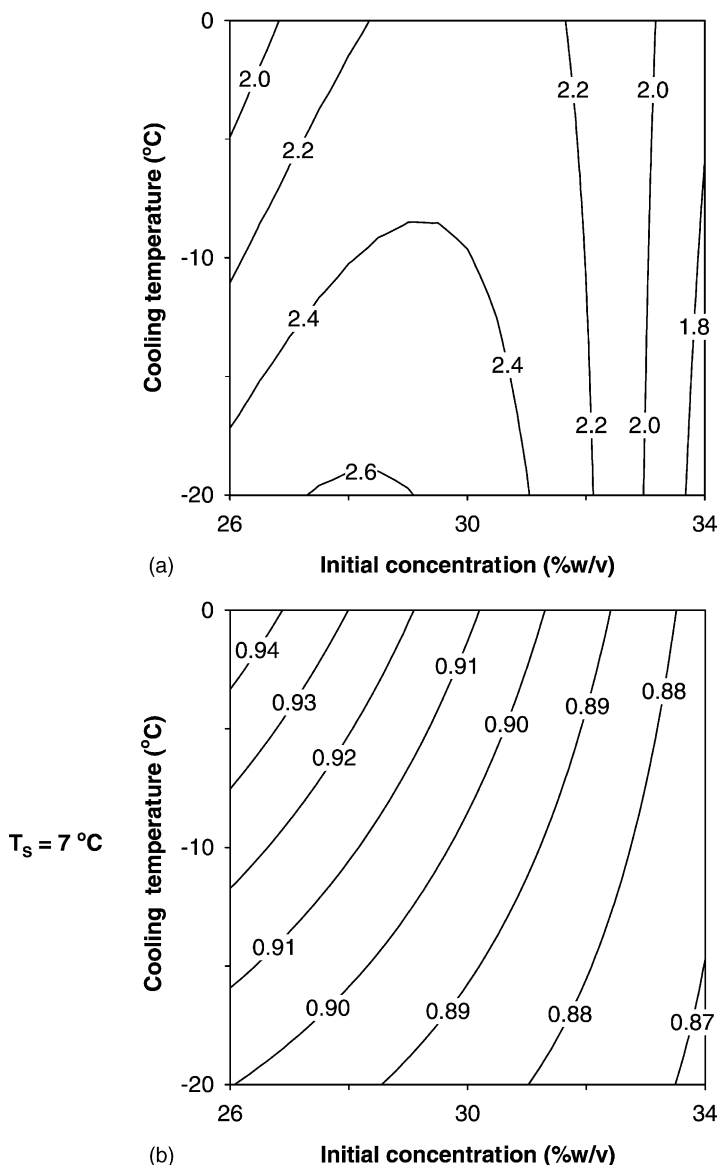 0
2.0
2.2 2.0
2.2
Cooling temperature (°C)
-10
2.4
1.8
2.4
2.2 2.0
2.6
-20
26 30 34
(a) Initial concentration (%w/v)
0
0.94
0.91
0.88
0.93
0.89
0.90
0.92
Cooling temperature (°C)
T_S = 7 °C
-10
0.91
0.90 0.89 0.88 0.87
-20
26 30 34
(b) Initial concentration (%w/v)